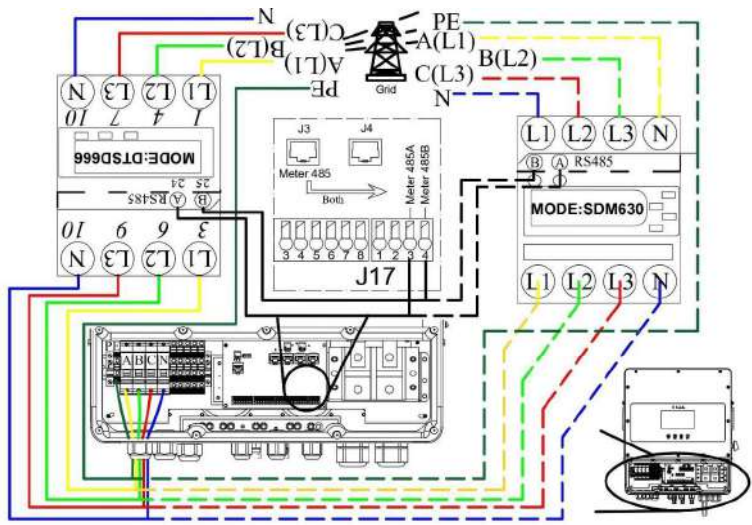 N
C(L3)
B(L2)
A(L1)
PE
Grid
PE
A(L1)
B(L2)
C(L3)
N
N L3 L2 L1
10 7 4 1
MODE:DTSD666
RS485 A B
24 25
10 9 6 3
N L3 L2 L1
J3 J4
Meter 485
Both
Meter 485A
Meter 485B
3 4 5 6 7 8 1 2 3 4
J17
L1 L2 L3 N
B A RS485
MODE:SDM630
L1 L2 L3 N
A B C N